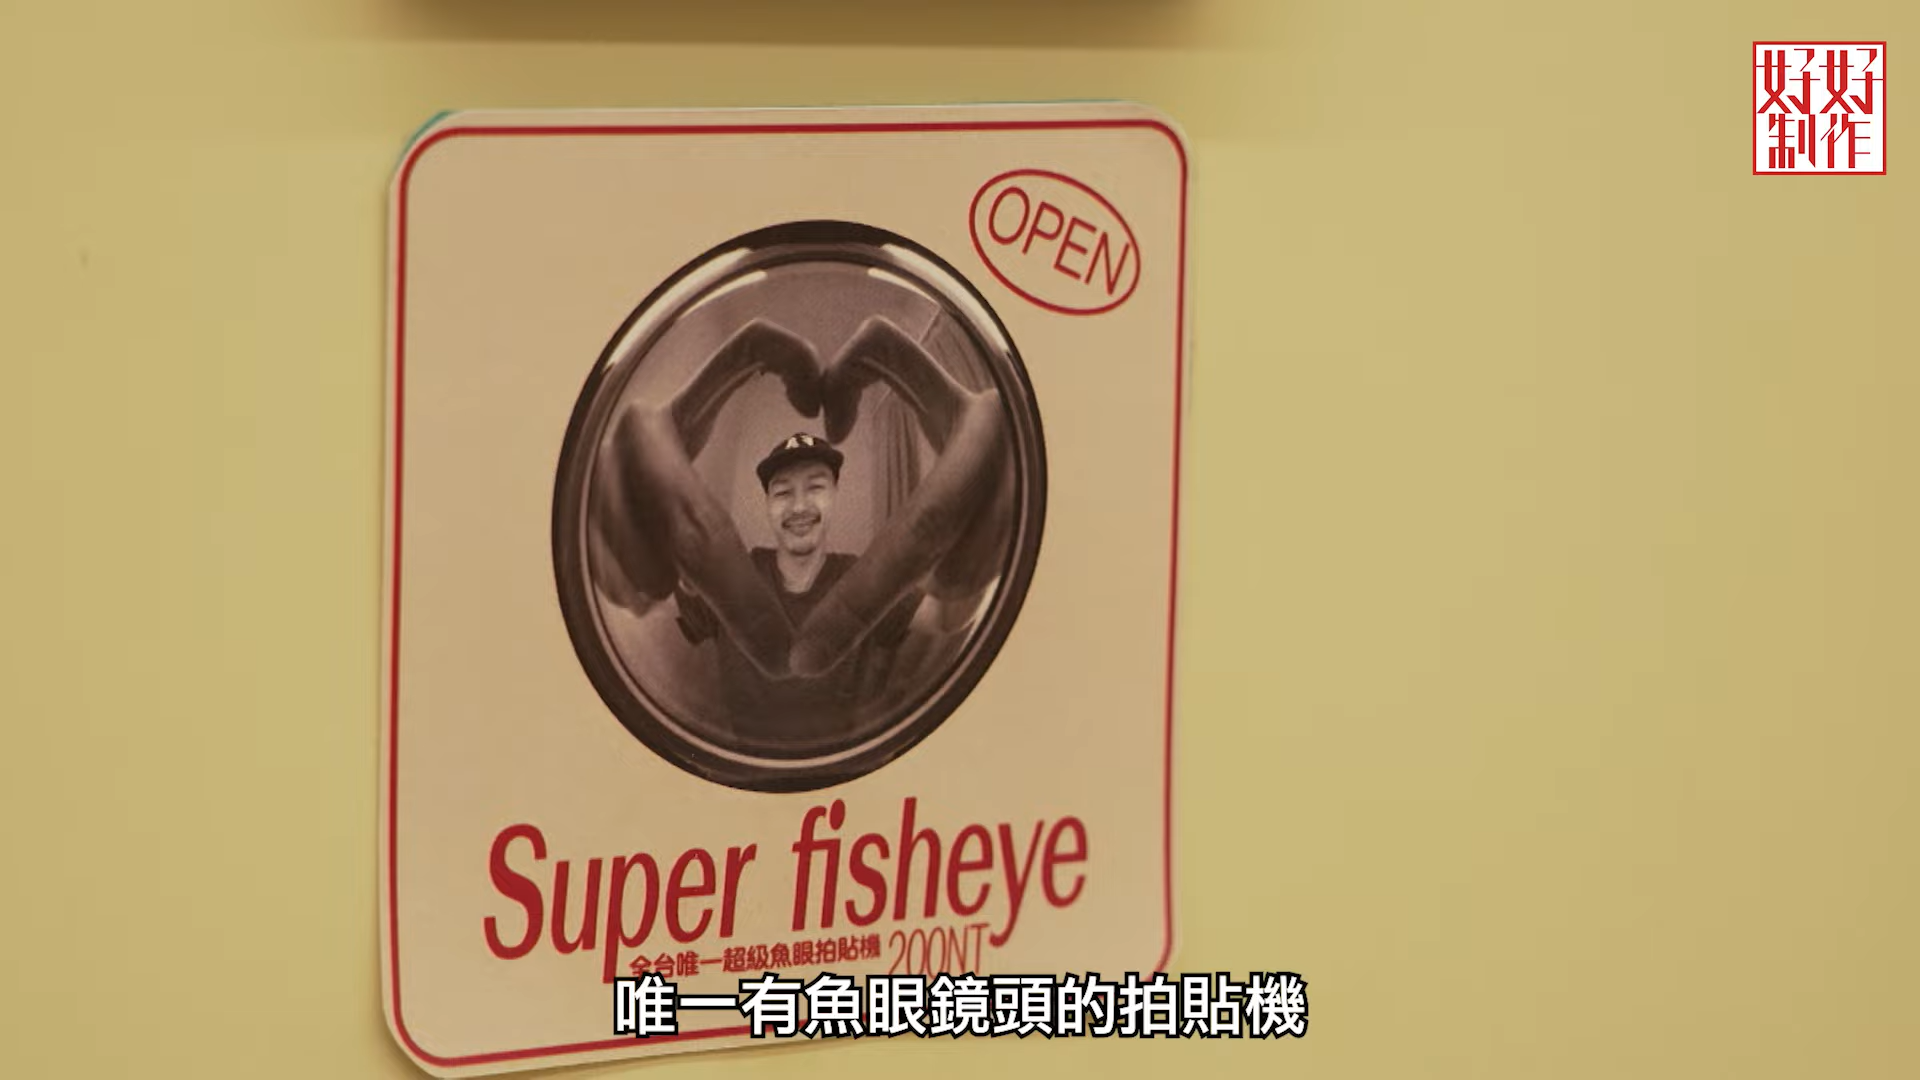 好好
制作
OPEN
Super fisheye
全台唯一超級魚眼拍貼機 200NT
唯一有魚眼鏡頭的拍貼機